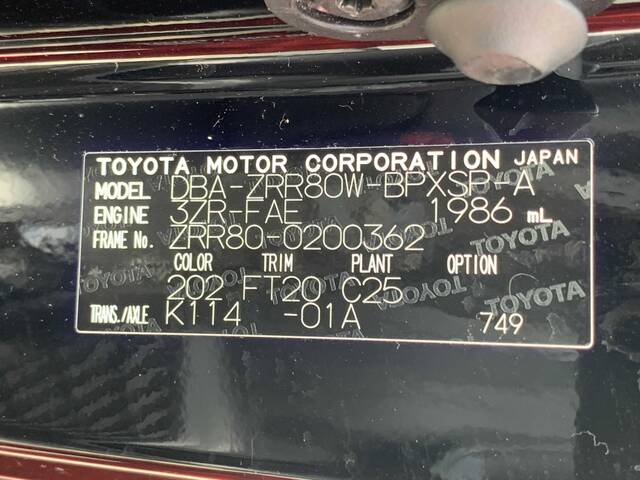 TOYOTA MOTOR CORPORATION JAPAN
MODEL DBA-ZRR80W-BPXSP-A
ENGINE 3ZR-FAE 1986 mL
FRAME No. ZRR80-0200362
COLOR TRIM PLANT OPTION
202 FT20 C25
TRANS./AXLE K114 -01A 749